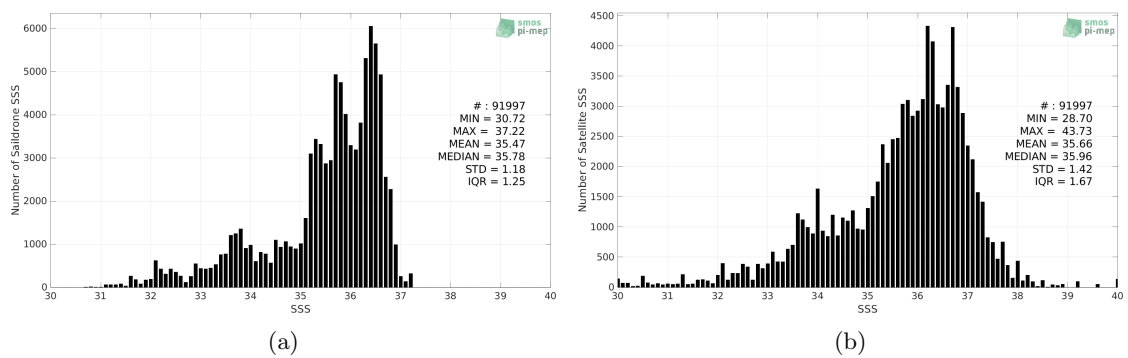 6000
5000
4000
3000
2000
1000
0
Number of Saildrone SSS
smos
pi-mep
# : 91997
MIN = 30.72
MAX = 37.22
MEAN = 35.47
MEDIAN = 35.78
STD = 1.18
IQR = 1.25
30 31 32 33 34 35 36 37 38 39 40
SSS
(a)
4500
4000
3500
3000
2500
2000
1500
1000
500
0
Number of Satellite SSS
smos
pi-mep
# : 91997
MIN = 28.70
MAX = 43.73
MEAN = 35.66
MEDIAN = 35.96
STD = 1.42
IQR = 1.67
30 31 32 33 34 35 36 37 38 39 40
SSS
(b)